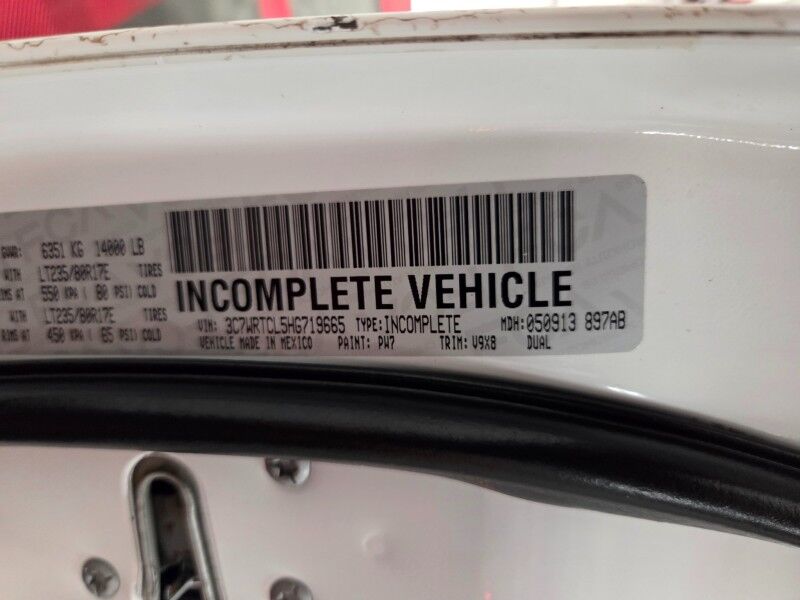 GVWR: 6351 KG 14000 LB
WITH LT235/80R17E TIRES
RIMS AT 550 KPA ( 80 PSI) COLD
WITH LT235/80R17E TIRES
RIMS AT 450 KPA ( 65 PSI) COLD
INCOMPLETE VEHICLE
VIN: 3C7WRTCL5HG719665 TYPE: INCOMPLETE MDH: 050913 897AB
VEHICLE MADE IN MEXICO PAINT: PW7 TRIM: V9X8 DUAL